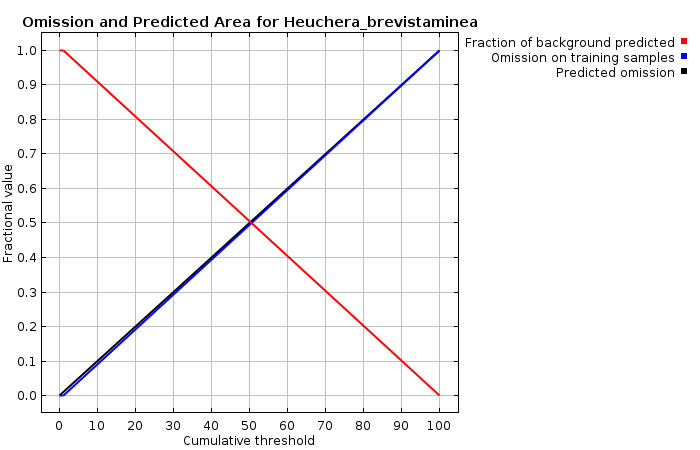 Omission and Predicted Area for Heuchera_brevistaminea
Fraction of background predicted
Omission on training samples
Predicted omission
Fractional value
1.0
0.9
0.8
0.7
0.6
0.5
0.4
0.3
0.2
0.1
0.0
0 10 20 30 40 50 60 70 80 90 100
Cumulative threshold